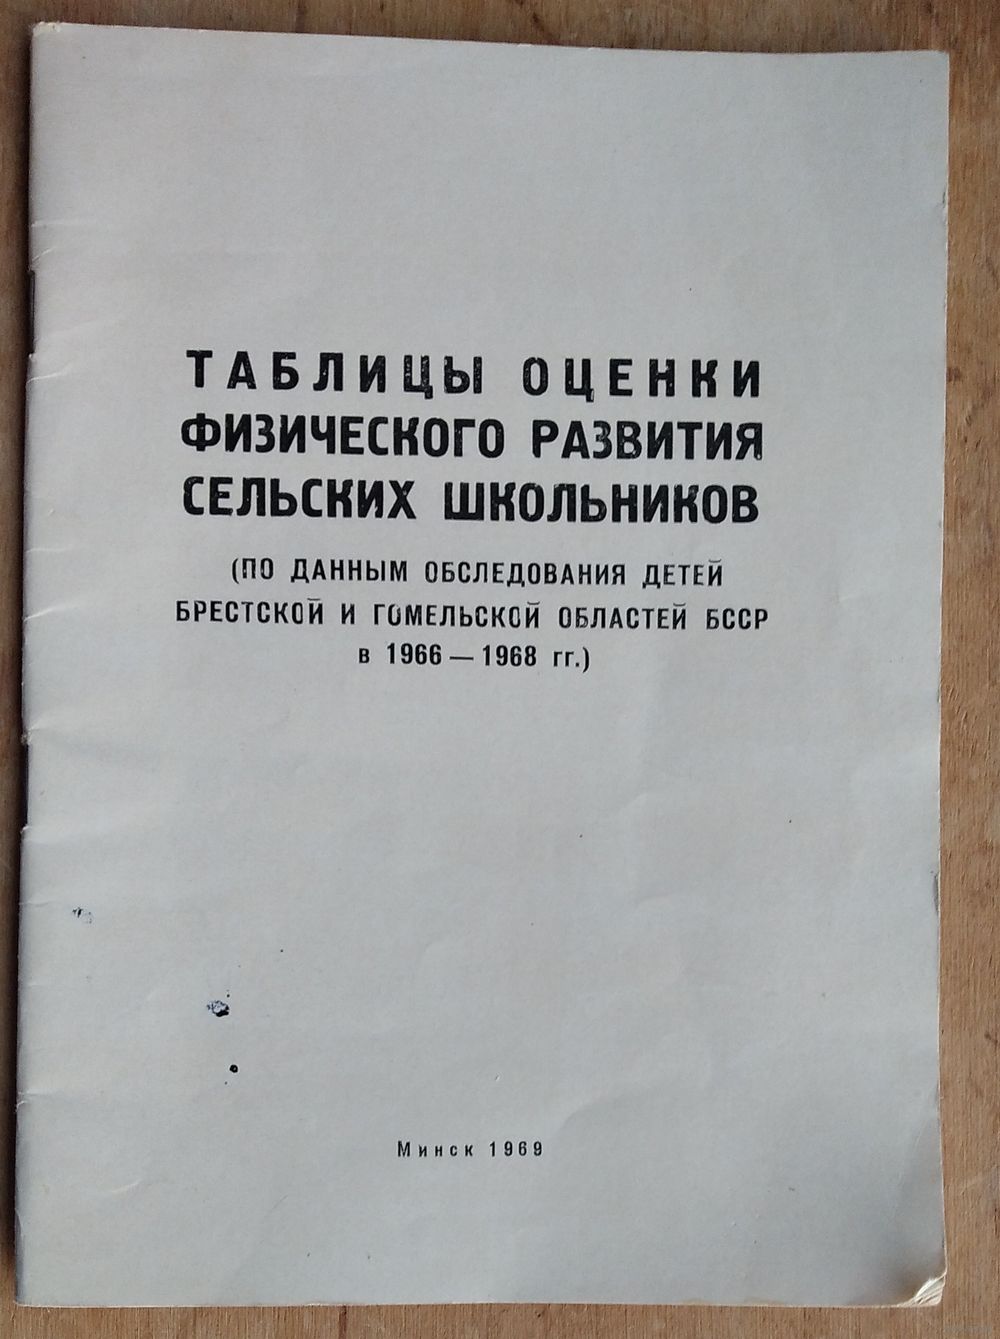 ТАБЛИЦЫ ОЦЕНКИ
ФИЗИЧЕСКОГО РАЗВИТИЯ
СЕЛЬСКИХ ШКОЛЬНИКОВ
(ПО ДАННЫМ ОБСЛЕДОВАНИЯ ДЕТЕЙ
БРЕСТСКОЙ И ГОМЕЛЬСКОЙ ОБЛАСТЕЙ БССР
в 1966 — 1968 гг.)
Минск 1969